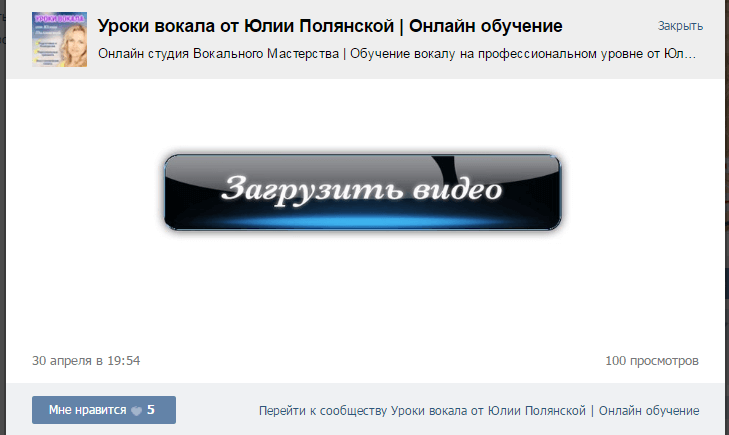 УРОКИ ВОКАЛА
Уроки вокала от Юлии Полянской | Онлайн обучение
Закрыть
Онлайн студия Вокального Мастерства | Обучение вокалу на профессиональном уровне от Юл...
Загрузить видео
30 апреля в 19:54
100 просмотров
Мне нравится 5
Перейти к сообществу Уроки вокала от Юлии Полянской | Онлайн обучение